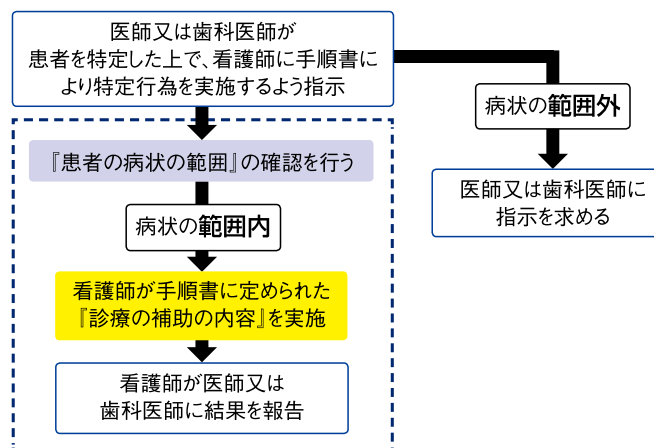 医師又は歯科医師が
患者を特定した上で、看護師に手順書に
より特定行為を実施するよう指示
病状の範囲外
『患者の病状の範囲』の確認を行う
医師又は歯科医師に
指示を求める
病状の範囲内
看護師が手順書に定められた
『診療の補助の内容』を実施
看護師が医師又は
歯科医師に結果を報告